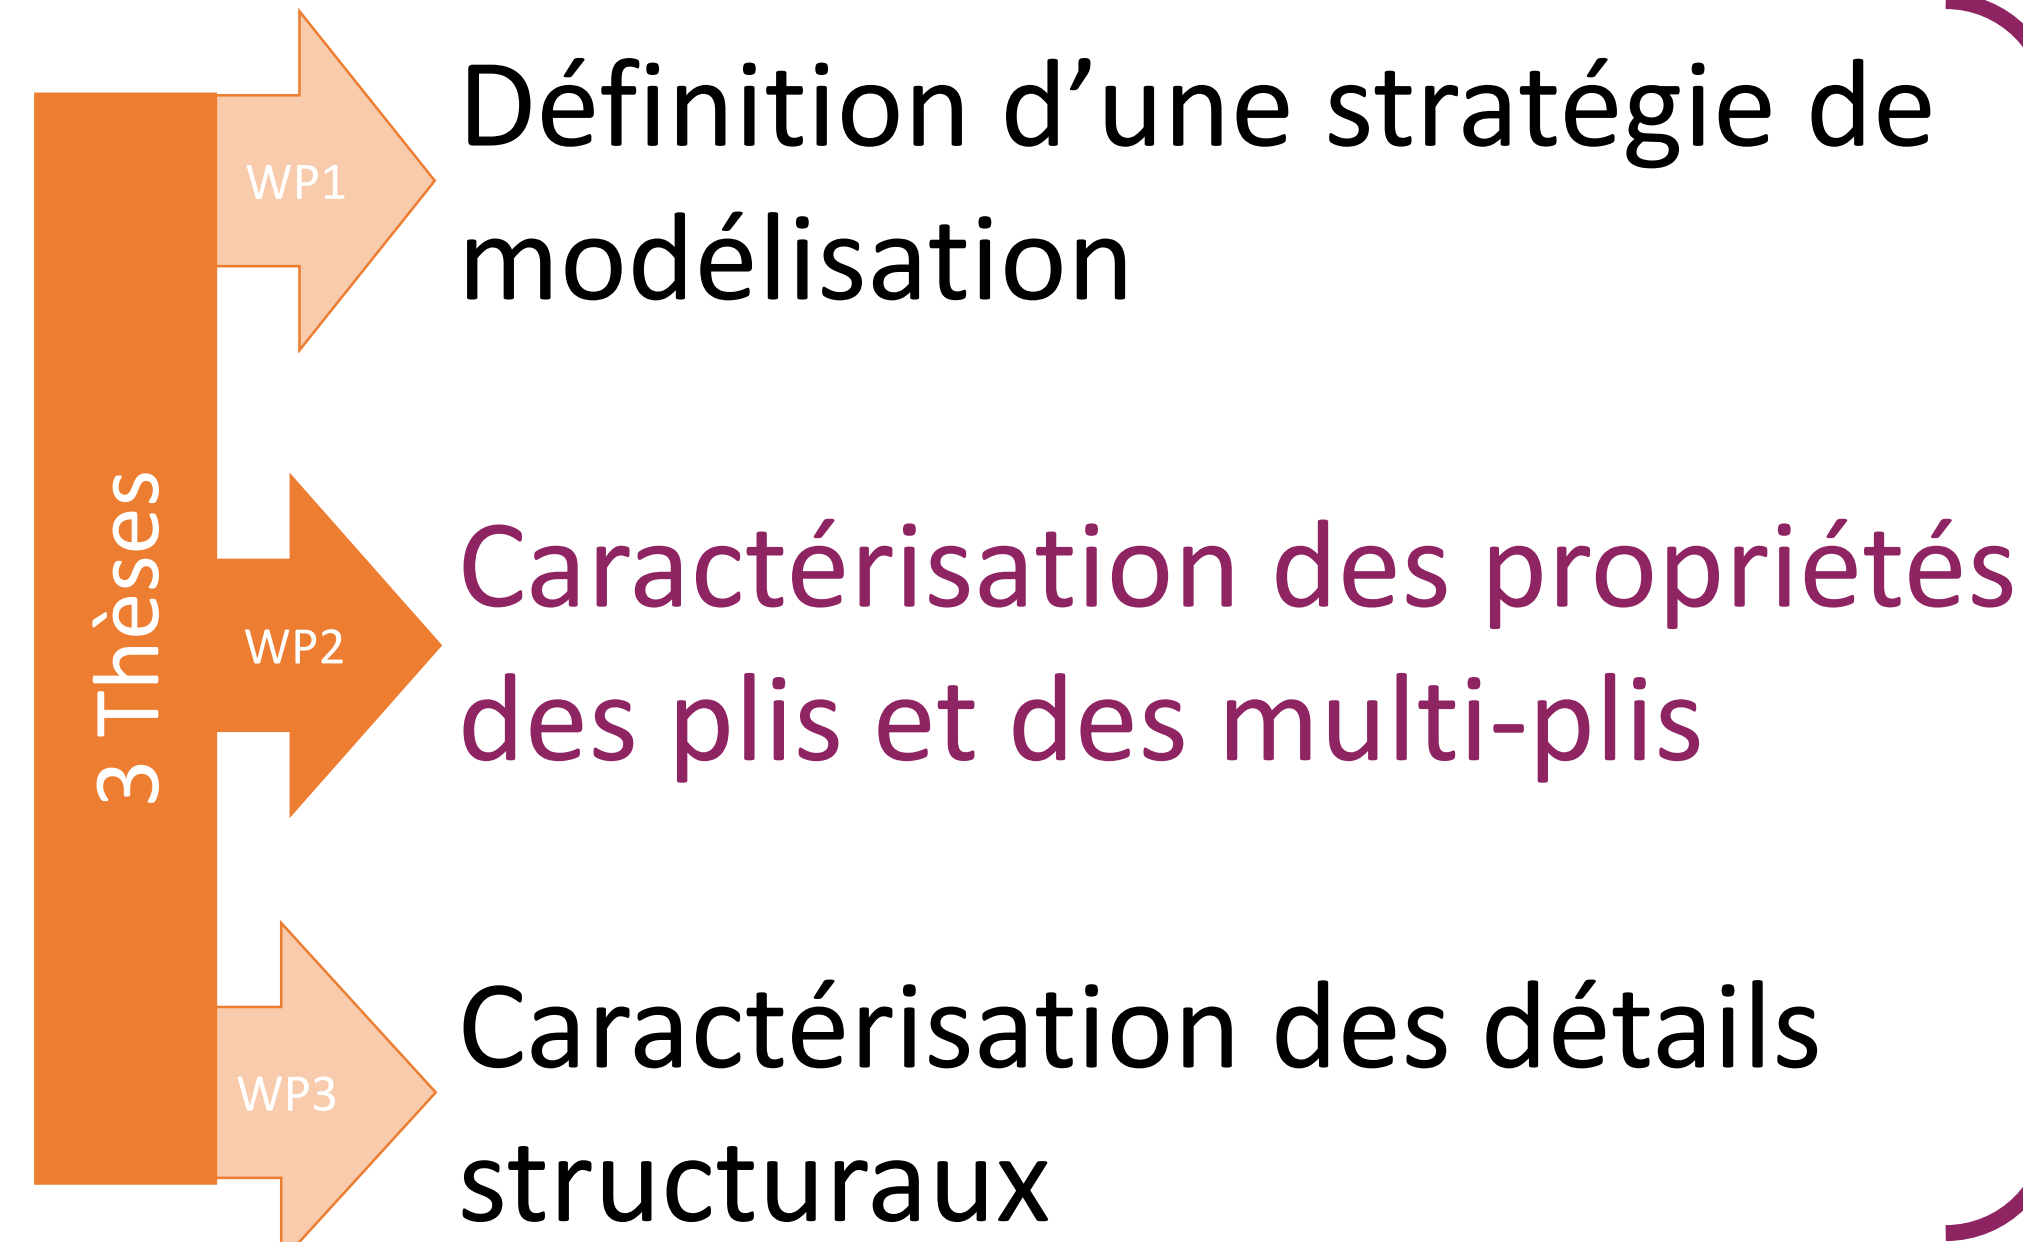 3 Thèses
WP1
Définition d’une stratégie de
modélisation
WP2
Caractérisation des propriétés
des plis et des multi-plis
WP3
Caractérisation des détails
structuraux